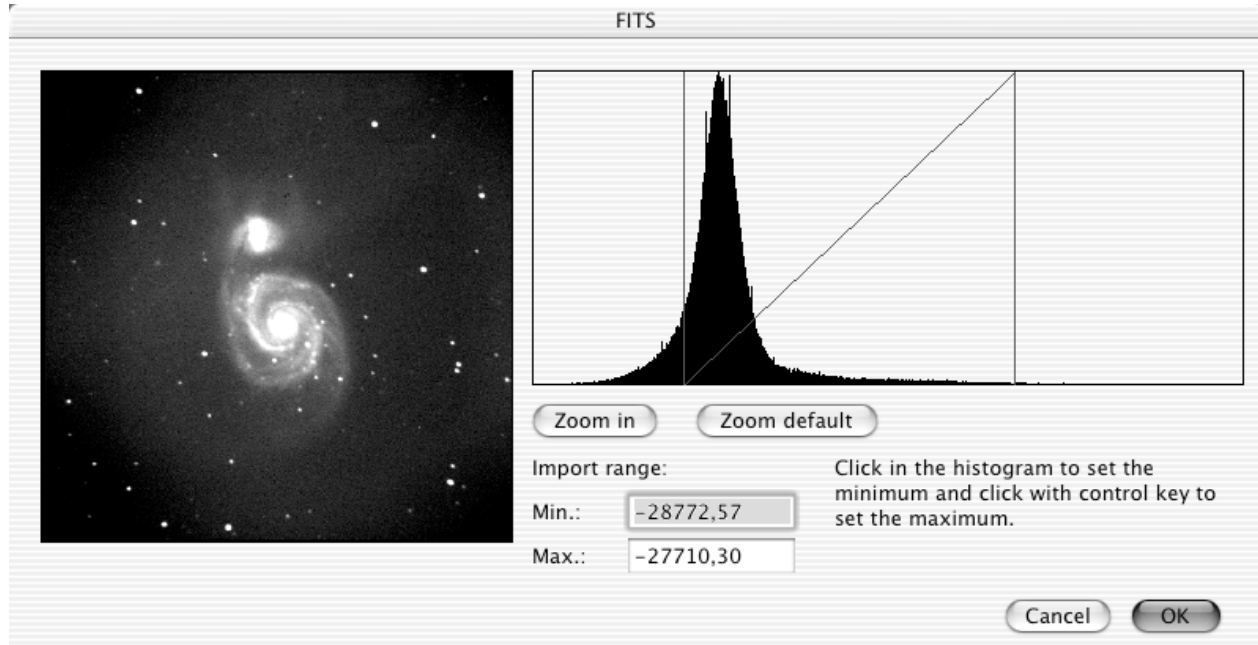 FITS
Zoom in
Zoom default
Import range:
Min.:
-28772,57
Max.:
-27710,30
Click in the histogram to set the
minimum and click with control key to
set the maximum.
Cancel
OK